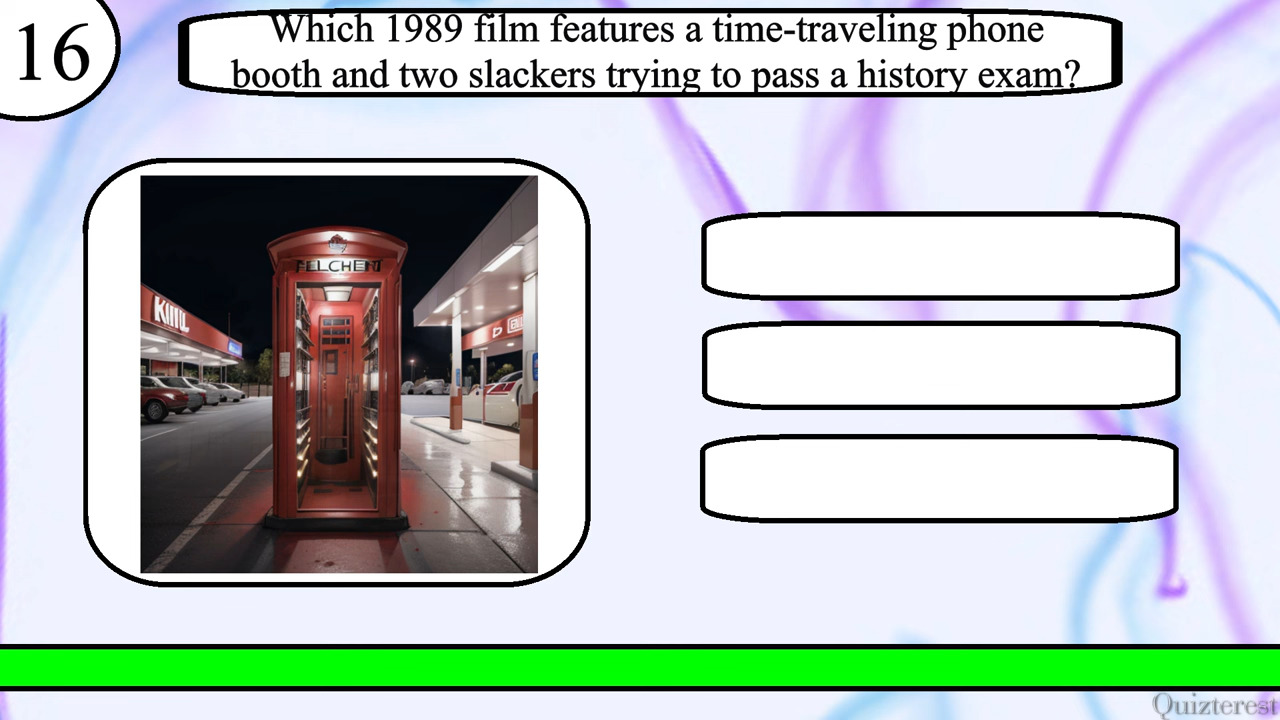 16
Which 1989 film features a time-traveling phone
booth and two slackers trying to pass a history exam?
Quizterest